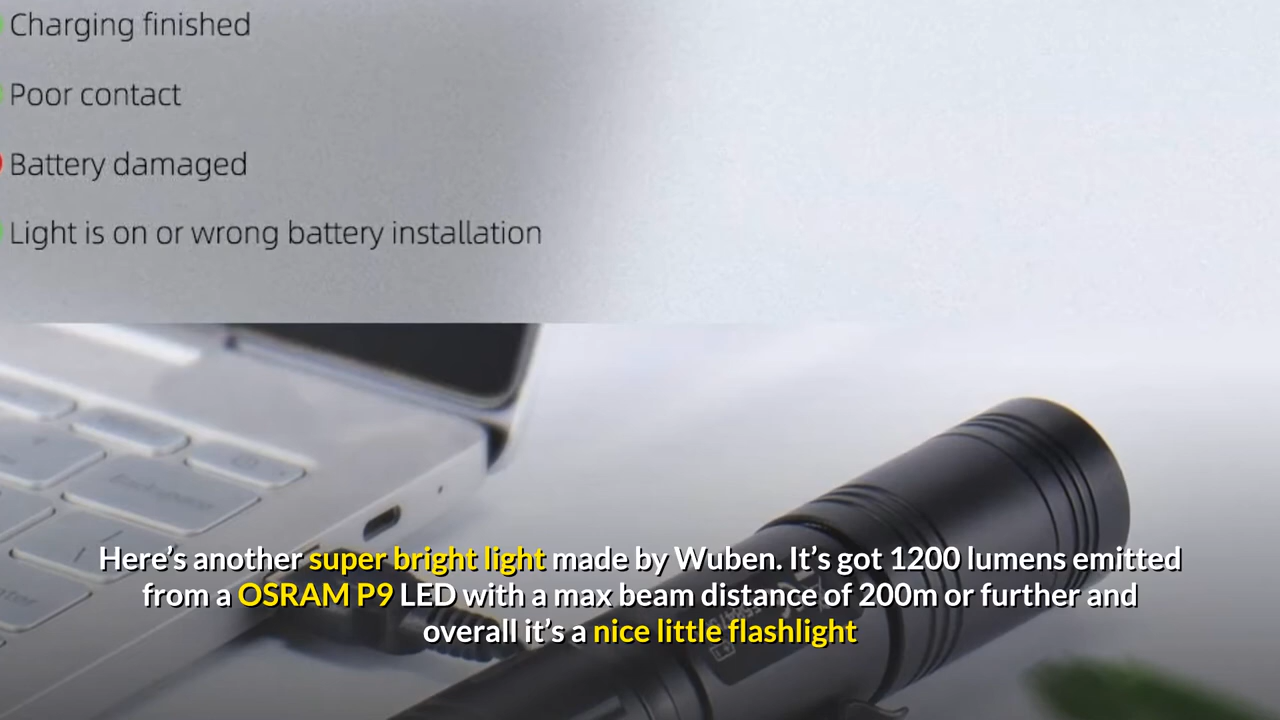 Charging finished
Poor contact
Battery damaged
Light is on or wrong battery installation
Here's another super bright light made by Wuben. It's got 1200 lumens emitted
from a OSRAM P9 LED with a max beam distance of 200m or further and
overall it's a nice little flashlight